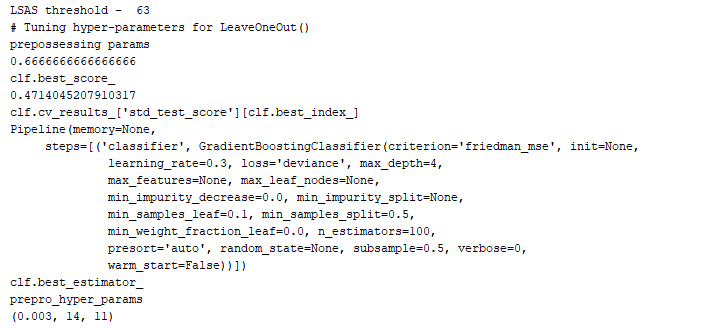 LSAS threshold -  63
# Tuning hyper-parameters for LeaveOneOut()
prepossessing params
0.6666666666666666
clf.best_score_
0.4714045207910317
clf.cv_results_['std_test_score'][clf.best_index_]
Pipeline(memory=None,
     steps=[('classifier', GradientBoostingClassifier(criterion='friedman_mse', init=None,
              learning_rate=0.3, loss='deviance', max_depth=4,
              max_features=None, max_leaf_nodes=None,
              min_impurity_decrease=0.0, min_impurity_split=None,
              min_samples_leaf=0.1, min_samples_split=0.5,
              min_weight_fraction_leaf=0.0, n_estimators=100,
              presort='auto', random_state=None, subsample=0.5, verbose=0,
              warm_start=False))])
clf.best_estimator_
prepro_hyper_params
(0.003, 14, 11)